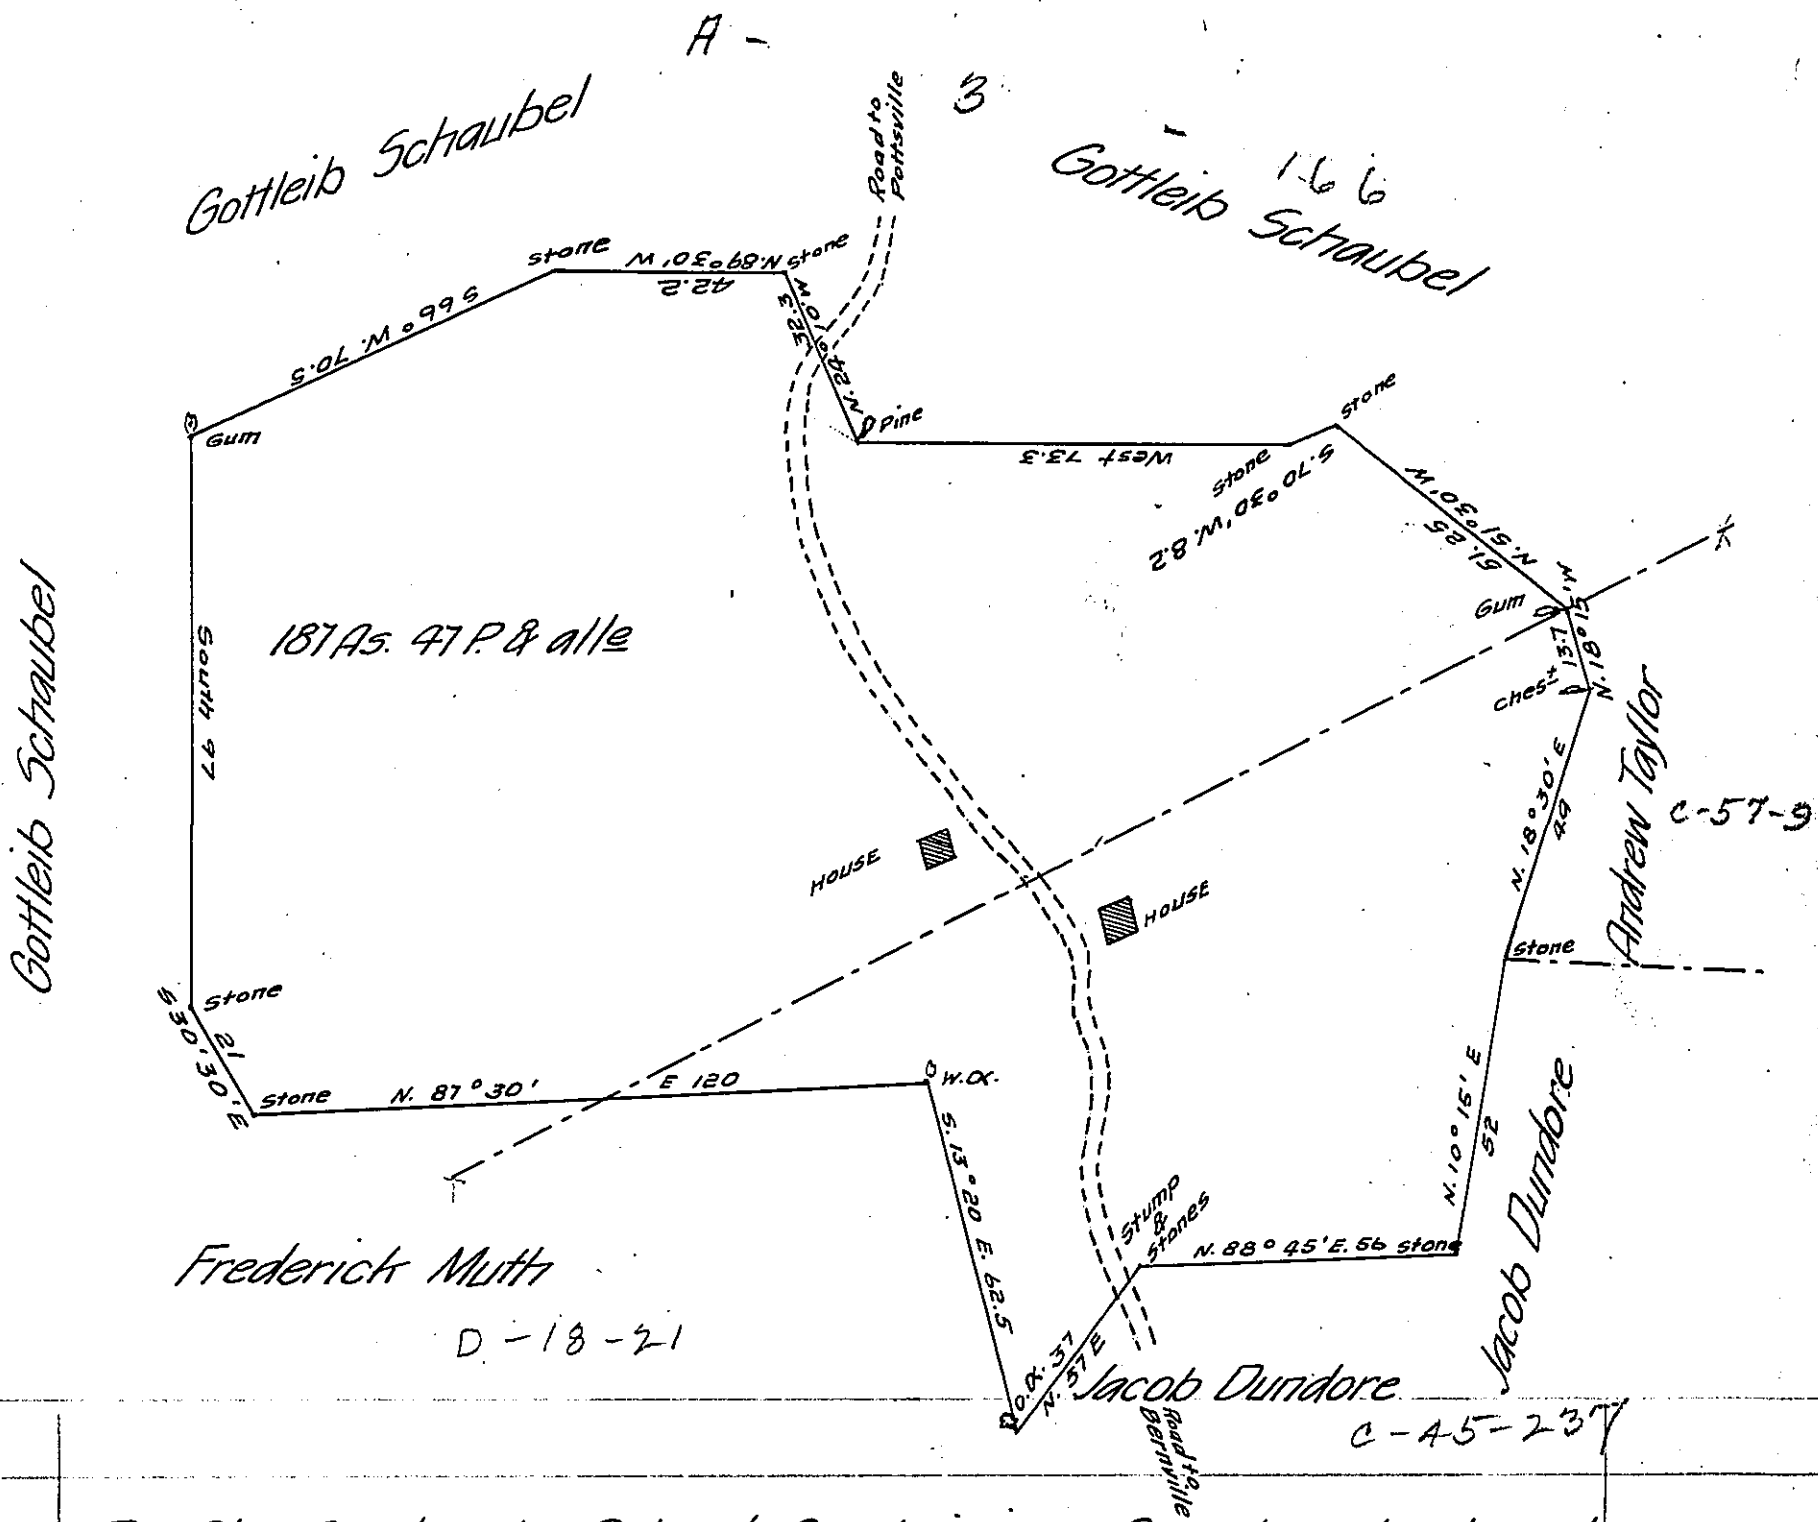 A -
3
166
Gottleib Schaubel
Road to
Pottsville
Gottleib Schaubel
stone
N. 89° 30' W
42.2
Stone
S 66° W. 70.5
N. 24° 10' W
32.3
Gum
Pine
West 73.3
Stone
S. 70° 30' W. 8.2
Stone
N. 51° 30' W
51.25
Gum
N. 18° 15' W
13.7
Chest
Gottleib Schaubel
South 97
187 As. 47 P. & alle
N. 18° 30' E
49
Andrew Taylor
C-57-9
HOUSE
HOUSE
Stone
Stone
S 30' 30' E
21
Stone
N. 87° 30' E 120
W.O.
N. 10° 15' E
52
Jacob Dundore
S. 13° 20 E. 62.5
Stump
&
Stones
N. 88° 45' E. 56 Stone
Frederick Muth
D-18-21
N. 57 E
37
Jacob Dundore
C-45-237
Road to
Bernville